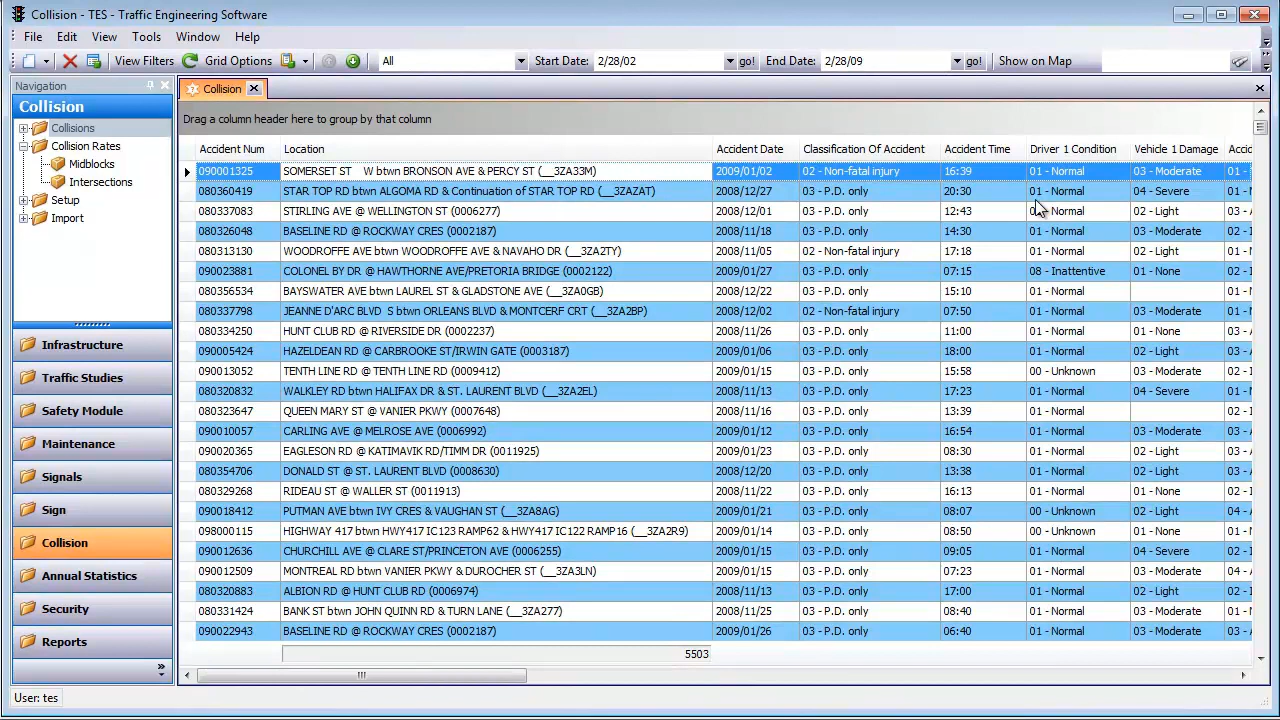 Collision - TES - Traffic Engineering Software
File Edit View Tools Window Help
View Filters Grid Options All Start Date: 2/28/02 go! End Date: 2/28/09 go! Show on Map
Navigation
Collision
Collisions
Collision Rates
Midblocks
Intersections
Setup
Import
Infrastructure
Traffic Studies
Safety Module
Maintenance
Signals
Sign
Collision
Annual Statistics
Security
Reports
Collision
Drag a column header here to group by that column
Accident Num Location Accident Date Classification Of Accident Accident Time Driver 1 Condition Vehicle 1 Damage
090001325 SOMERSET ST W btwn BRONSON AVE & PERCY ST (__3ZA33M) 2009/01/02 02 - Non-fatal injury 16:39 01 - Normal 03 - Moderate 01 -
080360419 STAR TOP RD btwn ALGOMA RD & Continuation of STAR TOP RD (__3ZAZAT) 2008/12/27 03 - P.D. only 20:30 01 - Normal 04 - Severe 01 -
080337083 STIRLING AVE @ WELLINGTON ST (0006277) 2008/12/01 03 - P.D. only 12:43 - Normal 02 - Light 03 -
080326048 BASELINE RD @ ROCKWAY CRES (0002187) 2008/11/18 03 - P.D. only 14:30 01 - Normal 03 - Moderate 02 -
080313130 WOODROFFE AVE btwn WOODROFFE AVE & NAVAHO DR (__3ZA2TY) 2008/11/05 02 - Non-fatal injury 17:18 01 - Normal 02 - Light 01 -
090023881 COLONEL BY DR @ HAWTHORNE AVE/PRETORIA BRIDGE (0002122) 2009/01/27 03 - P.D. only 07:15 08 - Inattentive 01 - None 02 -
080356534 BAYSWATER AVE btwn LAUREL ST & GLADSTONE AVE (__3ZA0GB) 2008/12/22 03 - P.D. only 15:10 01 - Normal 01 -
080337798 JEANNE D'ARC BLVD S btwn ORLEANS BLVD & MONTCERF CRT (__3ZA2BP) 2008/12/02 02 - Non-fatal injury 07:50 01 - Normal 03 - Moderate 01 -
080334250 HUNT CLUB RD @ RIVERSIDE DR (0002237) 2008/11/26 03 - P.D. only 11:00 01 - Normal 01 - None 03 -
090005424 HAZELDEAN RD @ CARBROOKE ST/IRWIN GATE (0003187) 2009/01/06 03 - P.D. only 18:00 01 - Normal 02 - Light 03 -
090013052 TENTH LINE RD @ TENTH LINE RD (0009412) 2009/01/15 03 - P.D. only 15:58 00 - Unknown 03 - Moderate 02 -
080320832 WALKLEY RD btwn HALIFAX DR & ST. LAURENT BLVD (__3ZA2EL) 2008/11/13 03 - P.D. only 17:23 01 - Normal 04 - Severe 01 -
080323647 QUEEN MARY ST @ VANIER PKWY (0007648) 2008/11/16 03 - P.D. only 13:39 01 - Normal 02 -
090010057 CARLING AVE @ MELROSE AVE (0006992) 2009/01/12 03 - P.D. only 16:54 01 - Normal 03 - Moderate 03 -
090020365 EAGLESON RD @ KATIMAVIK RD/TIMM DR (0011925) 2009/01/23 03 - P.D. only 08:30 01 - Normal 02 - Light 03 -
080354706 DONALD ST @ ST. LAURENT BLVD (0008630) 2008/12/20 03 - P.D. only 13:38 01 - Normal 02 - Light 03 -
080329268 RIDEAU ST @ WALLER ST (0011913) 2008/11/22 03 - P.D. only 16:13 01 - Normal 01 - None 03 -
090018412 PUTMAN AVE btwn IVY CRES & VAUGHAN ST (__3ZA8AG) 2009/01/21 03 - P.D. only 08:07 00 - Unknown 02 - Light 04 -
098000115 HIGHWAY 417 btwn HWY417 IC123 RAMP62 & HWY417 IC122 RAMP16 (__3ZA2R9) 2009/01/14 03 - P.D. only 08:50 00 - Unknown 01 - None 03 -
090012636 CHURCHILL AVE @ CLARE ST/PRINCETON AVE (0006255) 2009/01/15 03 - P.D. only 09:05 01 - Normal 04 - Severe 02 -
090012509 MONTREAL RD btwn VANIER PKWY & DUROCHER ST (__3ZA3LN) 2009/01/15 03 - P.D. only 07:23 01 - Normal 03 - Moderate 03 -
080320883 ALBION RD @ HUNT CLUB RD (0006974) 2008/11/13 03 - P.D. only 17:00 01 - Normal 02 - Light 03 -
080331424 BANK ST btwn JOHN QUINN RD & TURN LANE (__3ZA277) 2008/11/25 03 - P.D. only 08:40 01 - Normal 03 - Moderate 03 -
090022943 BASELINE RD @ ROCKWAY CRES (0002187) 2009/01/26 03 - P.D. only 06:40 01 - Normal 03 - Moderate 03 -
5503
User: tes